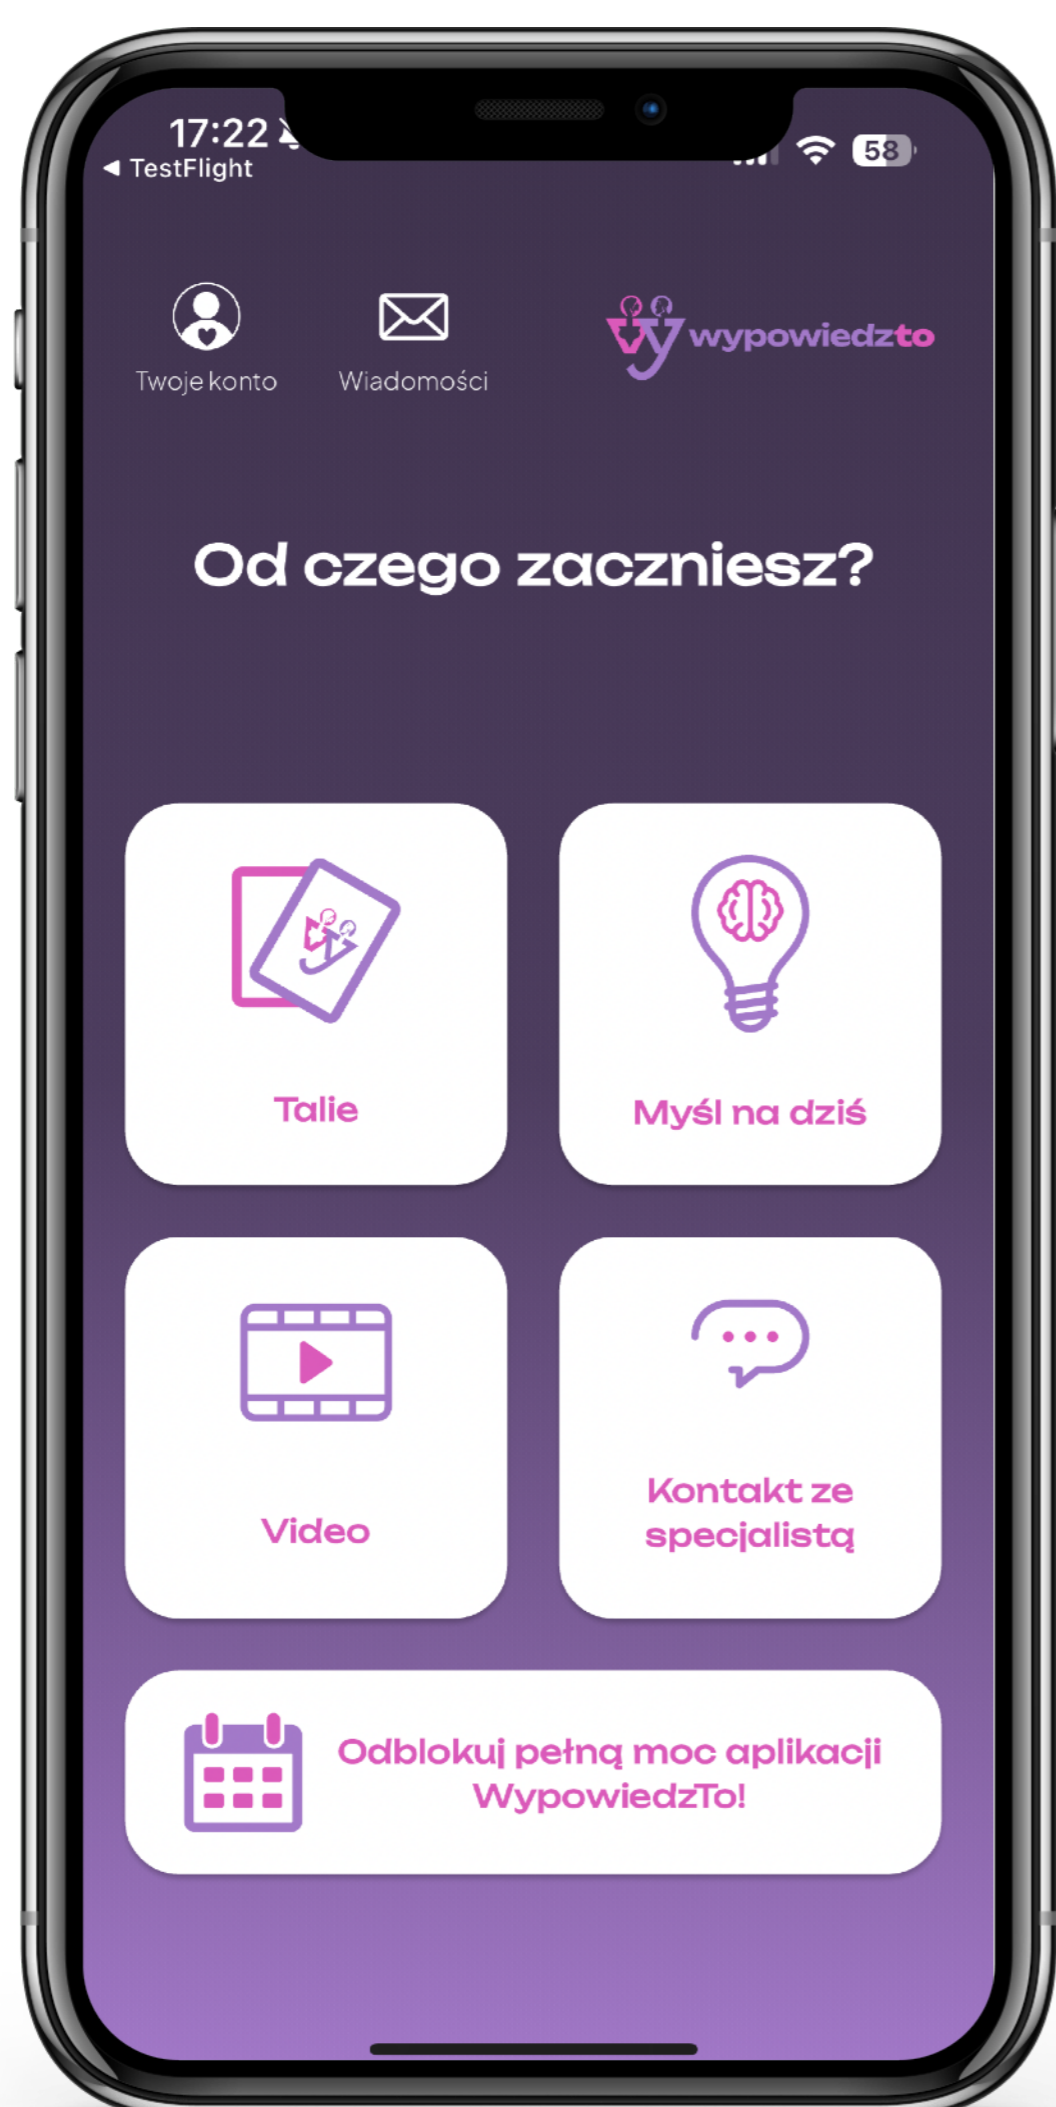 17:22
◀ TestFlight
58
Twoje konto
Wiadomości
wypowiedzto
Od czego zaczniesz?
Talie
Myśl na dziś
Video
Kontakt ze
specjalistą
Odblokuj pełną moc aplikacji
WypowiedzTo!